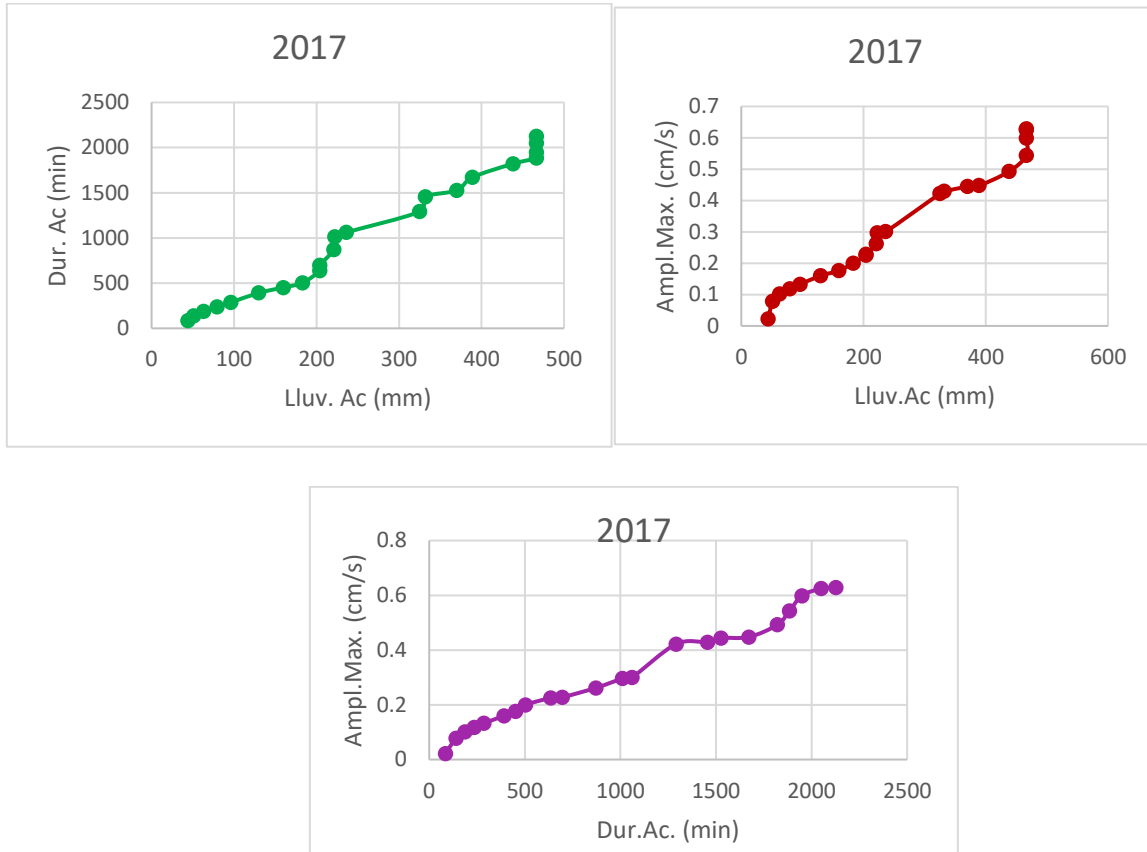 2017
Dur. Ac (min)
2500
2000
1500
1000
500
0
0 100 200 300 400 500
Lluv. Ac (mm)
2017
Ampl.Max. (cm/s)
0.7
0.6
0.5
0.4
0.3
0.2
0.1
0
0 200 400 600
Lluv.Ac (mm)
2017
Ampl.Max. (cm/s)
0.8
0.6
0.4
0.2
0
0 500 1000 1500 2000 2500
Dur.Ac. (min)